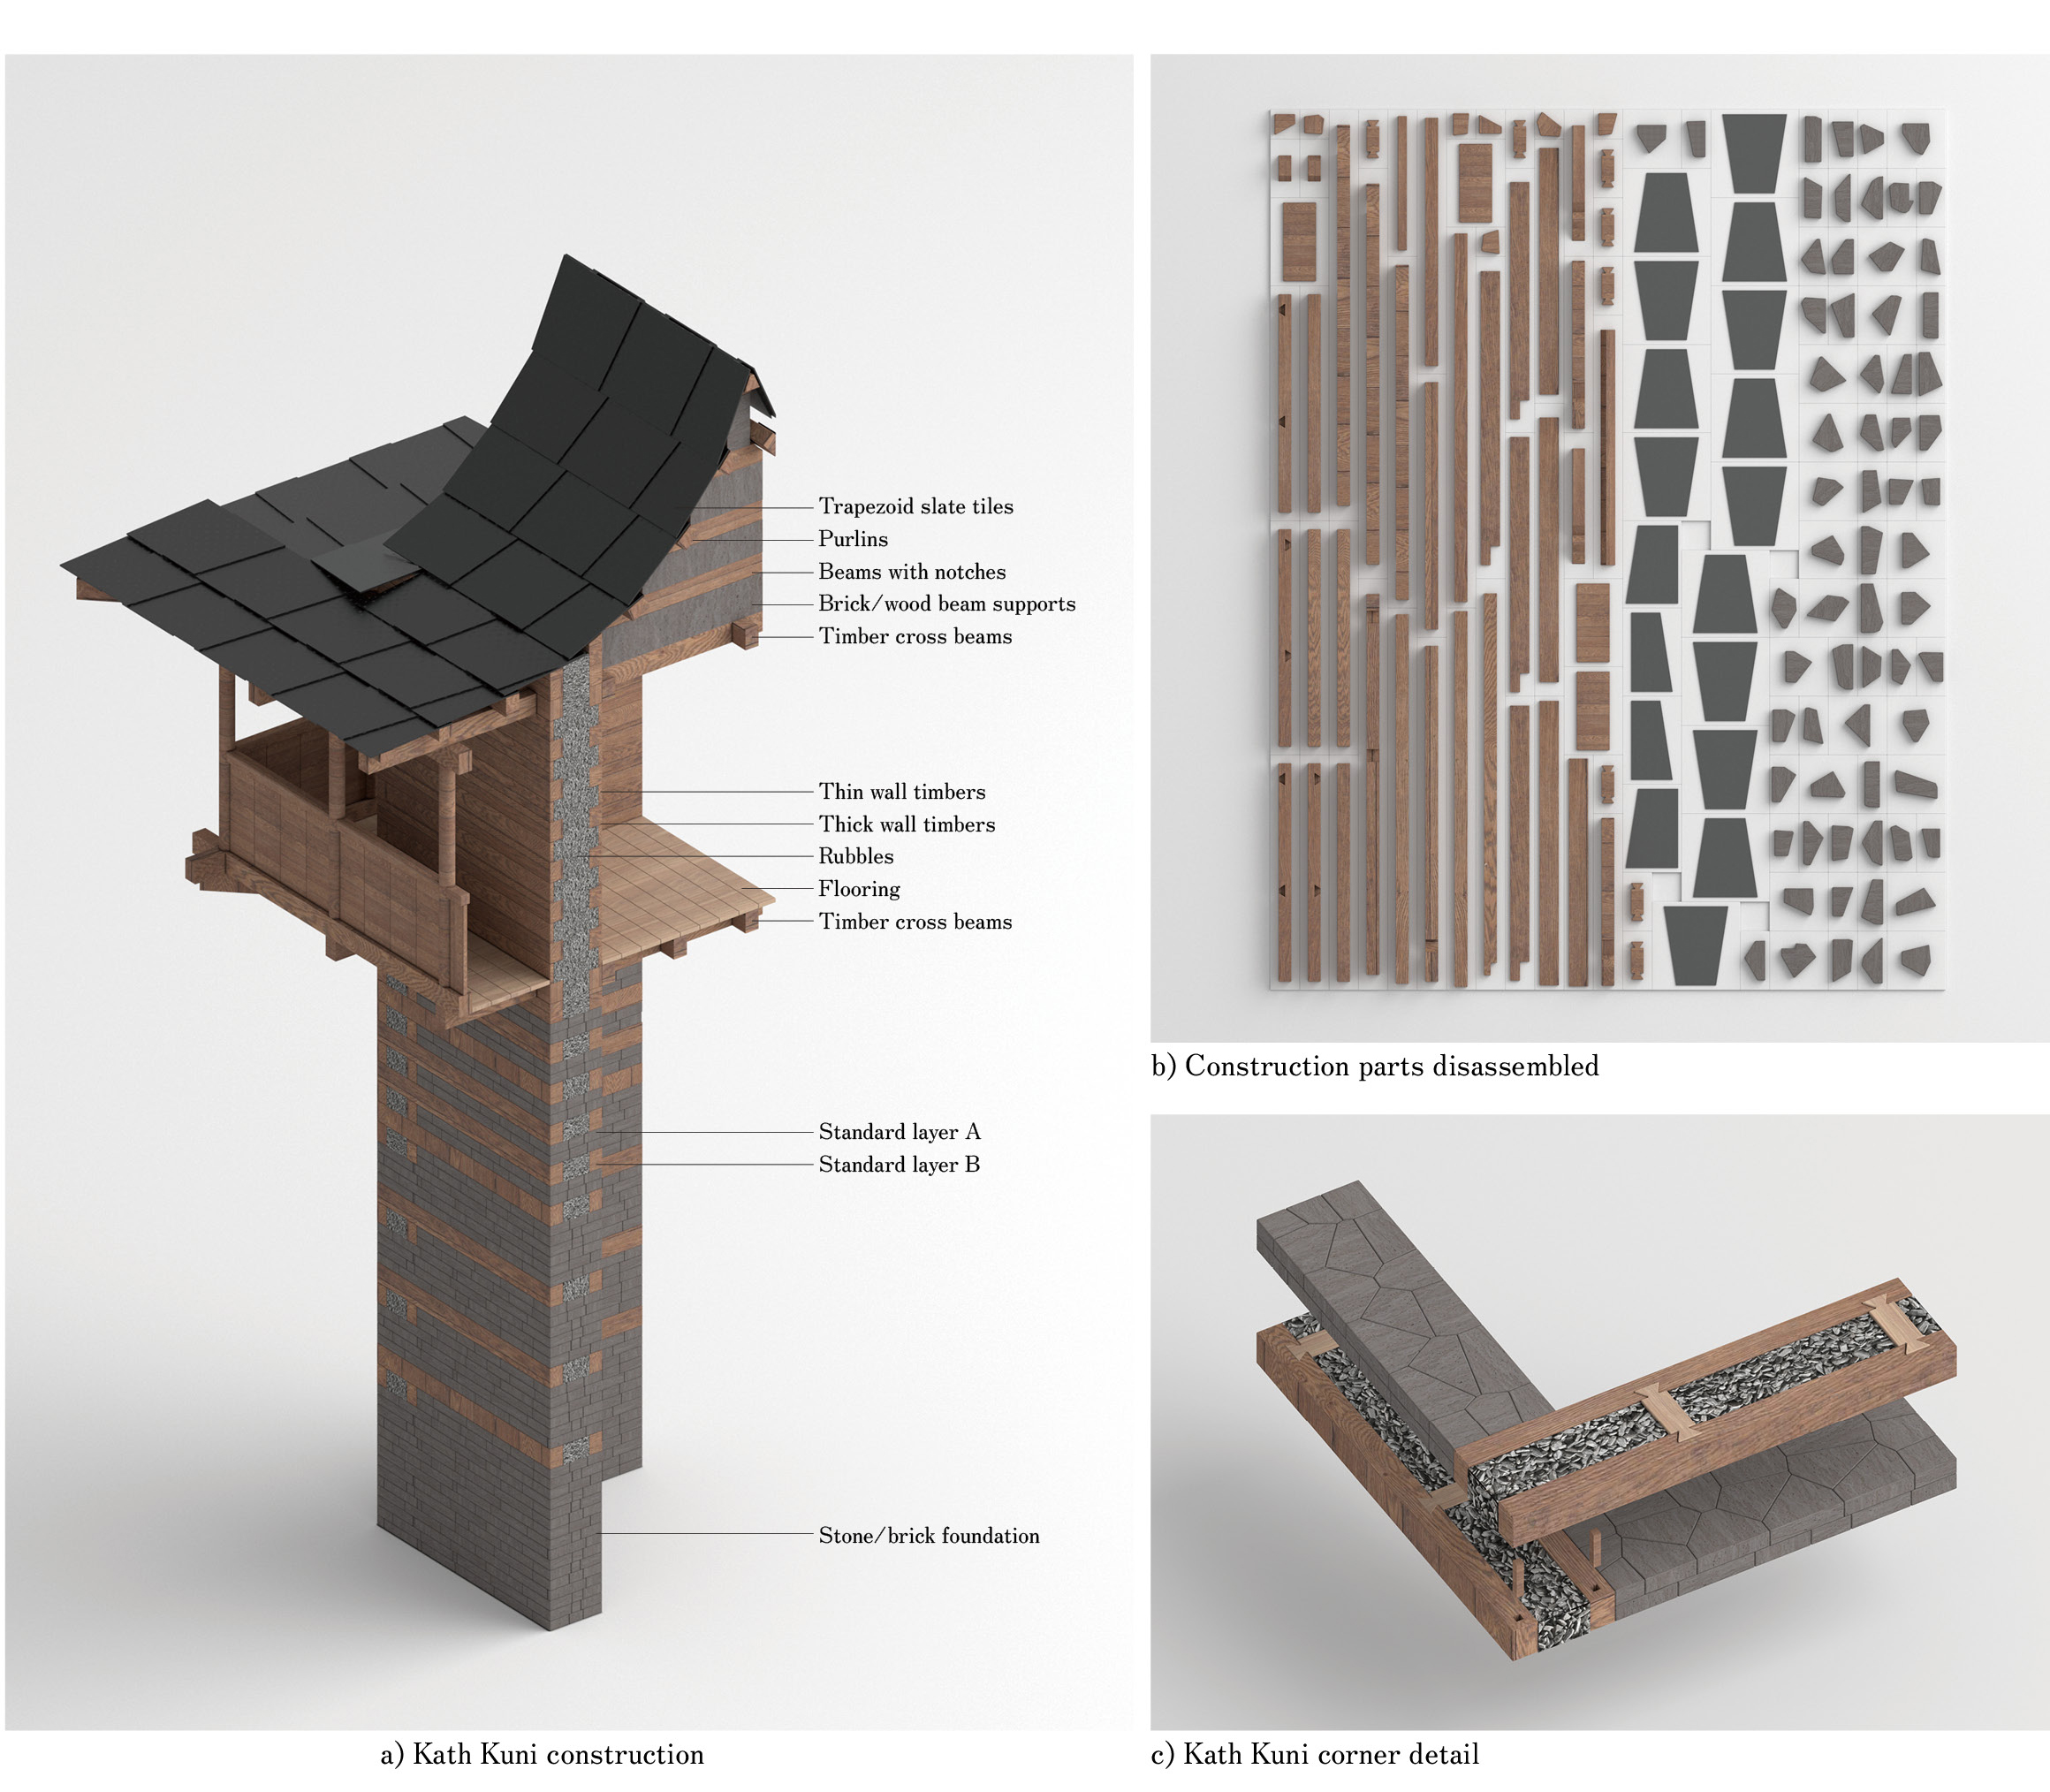 Trapezoid slate tiles
Purlins
Beams with notches
Brick/wood beam supports
Timber cross beams
Thin wall timbers
Thick wall timbers
Rubbles
Flooring
Timber cross beams
Standard layer A
Standard layer B
Stone/brick foundation
a) Kath Kuni construction
b) Construction parts disassembled
c) Kath Kuni corner detail